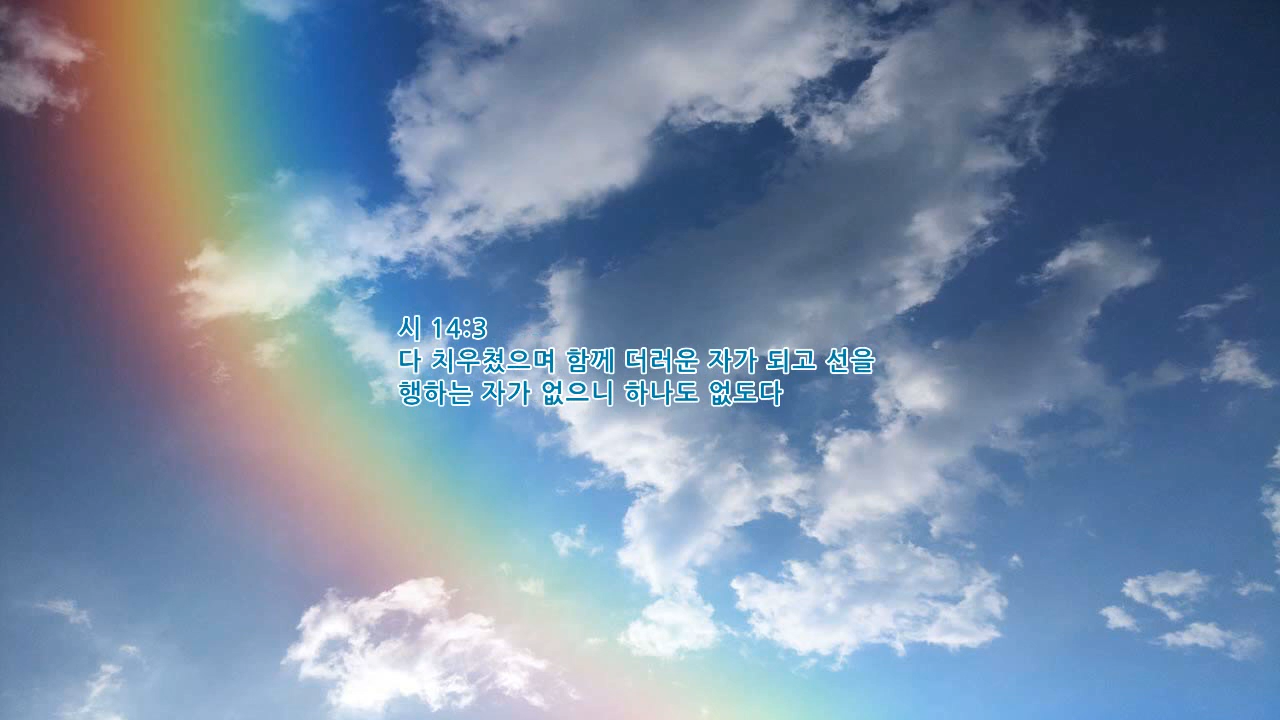 시 14:3
다 치우쳤으며 함께 더러운 자가 되고 선을
행하는 자가 없으니 하나도 없도다